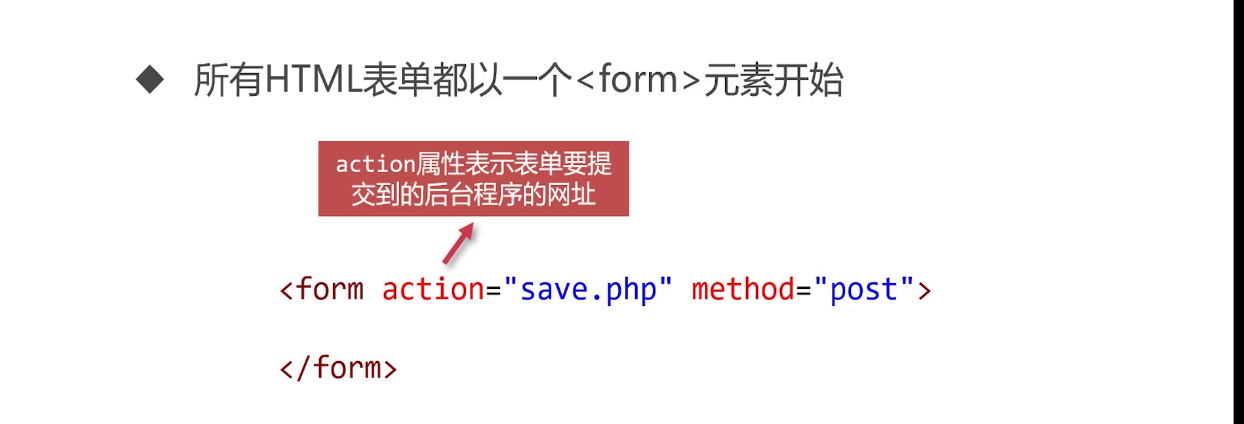 所有HTML表单都以一个<form>元素开始
action属性表示表单要提
交到的后台程序的网址
<form action="save.php" method="post">
</form>